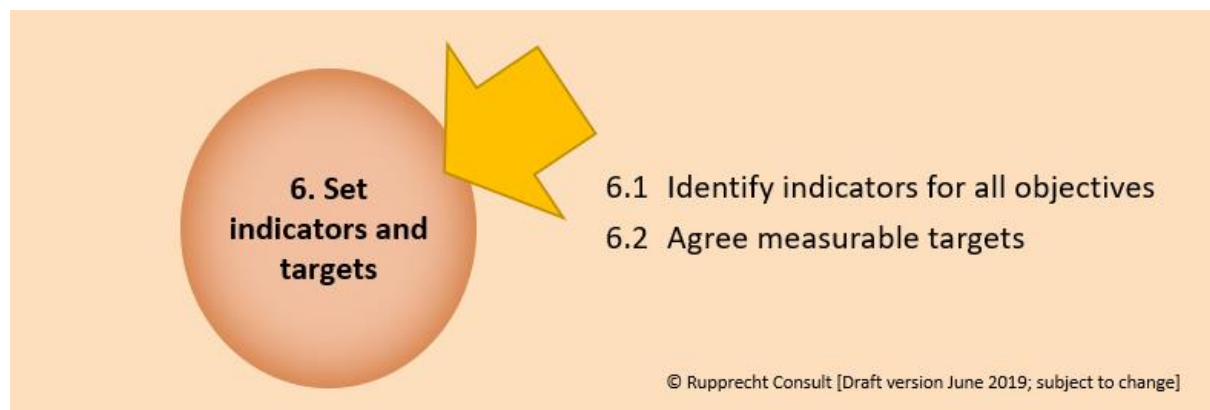 6. Set
indicators and
targets
6.1 Identify indicators for all objectives
6.2 Agree measurable targets
© Rupprecht Consult [Draft version June 2019; subject to change]